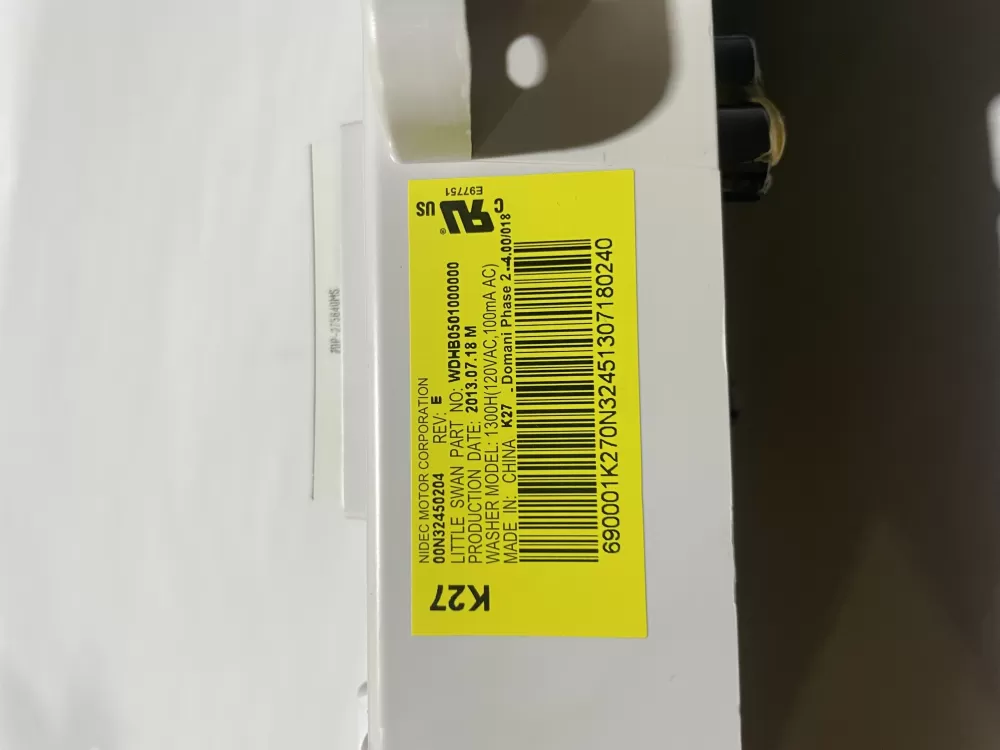 NIDEC MOTOR CORPORATION
00N32450204 REV: E
LITTLE SWAN PART NO: WDHB0501000000
PRODUCTION DATE: 2013.07.18 M
WASHER MODEL: 1300H(120VAC,100mA AC)
MADE IN: CHINA K27 - Domani Phase 2 -4.00/018
690001K270N32451307180240
K27
C US
®
E97751